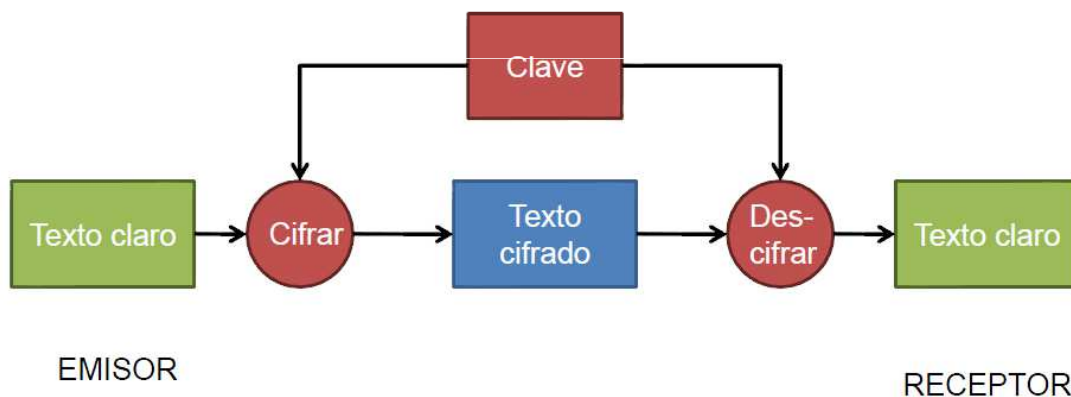 Clave
Texto claro
Cifrar
Texto
cifrado
Des-
cifrar
Texto claro
EMISOR
RECEPTOR